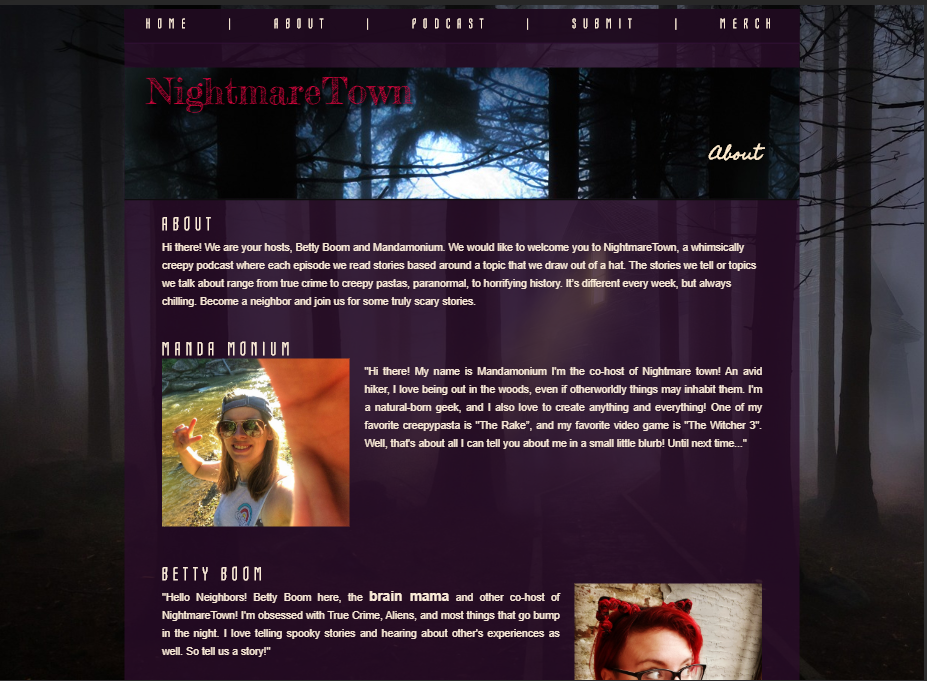 HOME | ABOUT | PODCAST | SUBMIT | MERCH
NightmareTown
About
ABOUT
Hi there! We are your hosts, Betty Boom and Mandamonium. We would like to welcome you to NightmareTown, a whimsically
creepy podcast where each episode we read stories based around a topic that we draw out of a hat. The stories we tell or topics
we talk about range from true crime to creepy pastas, paranormal, to horrifying history. It's different every week, but always
chilling. Become a neighbor and join us for some truly scary stories.
MANDA MONIUM
"Hi there! My name is Mandamonium I'm the co-host of Nightmare town! An avid
hiker, I love being out in the woods, even if otherworldly things may inhabit them. I'm
a natural-born geek, and I also love to create anything and everything! One of my
favorite creepypasta is "The Rake", and my favorite video game is "The Witcher 3".
Well, that's about all I can tell you about me in a small little blurb! Until next time..."
BETTY BOOM
"Hello Neighbors! Betty Boom here, the brain mama and other co-host of
NightmareTown! I'm obsessed with True Crime, Aliens, and most things that go bump
in the night. I love telling spooky stories and hearing about other's experiences as
well. So tell us a story!"